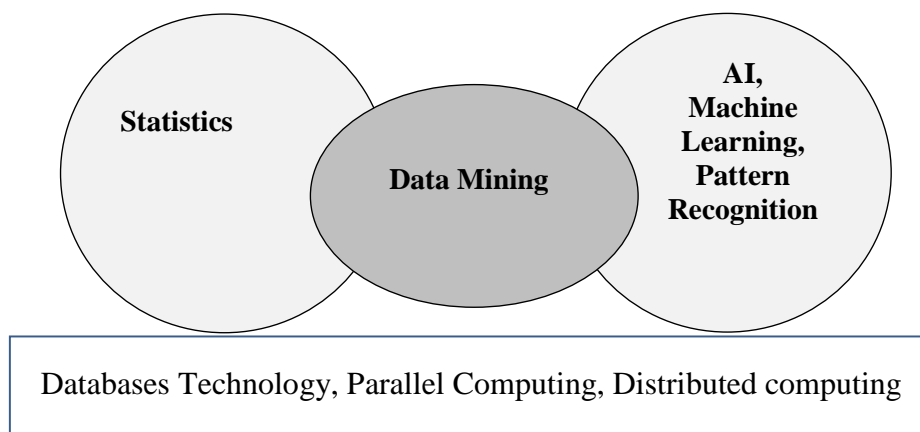 Statistics
Data Mining
AI,
Machine
Learning,
Pattern
Recognition
Databases Technology, Parallel Computing, Distributed computing